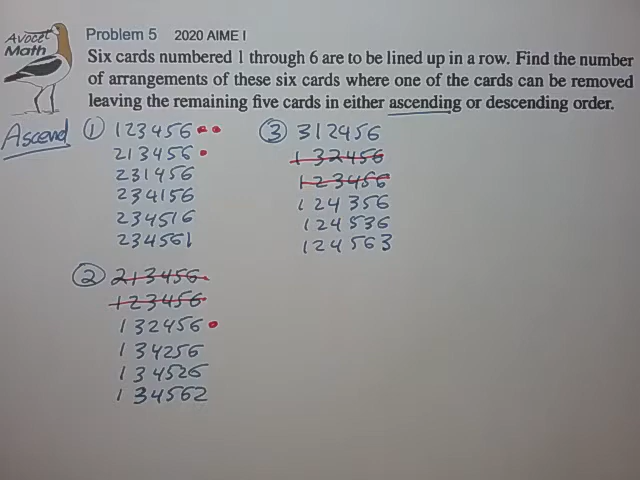 Avocet
Math
Problem 5 2020 AIME I
Six cards numbered 1 through 6 are to be lined up in a row. Find the number
of arrangements of these six cards where one of the cards can be removed
leaving the remaining five cards in either ascending or descending order.
Ascend
① 123456
213456
231456
234156
234516
234561
② 213456
123456
132456
134256
134526
134562
③ 312456
132456
123456
124356
124536
124563